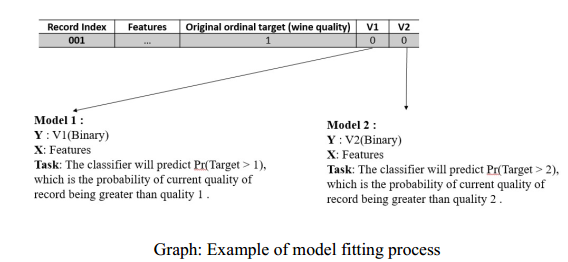 Record Index Features Original ordinal target (wine quality) V1 V2
001 ... 1 0 0
Model 1 :
Y : V1(Binary)
X: Features
Task: The classifier will predict Pr(Target > 1),
which is the probability of current quality of
record being greater than quality 1 .
Model 2 :
Y : V2(Binary)
X: Features
Task: The classifier will predict Pr(Target > 2),
which is the probability of current quality of
record being greater than quality 2 .
Graph: Example of model fitting process